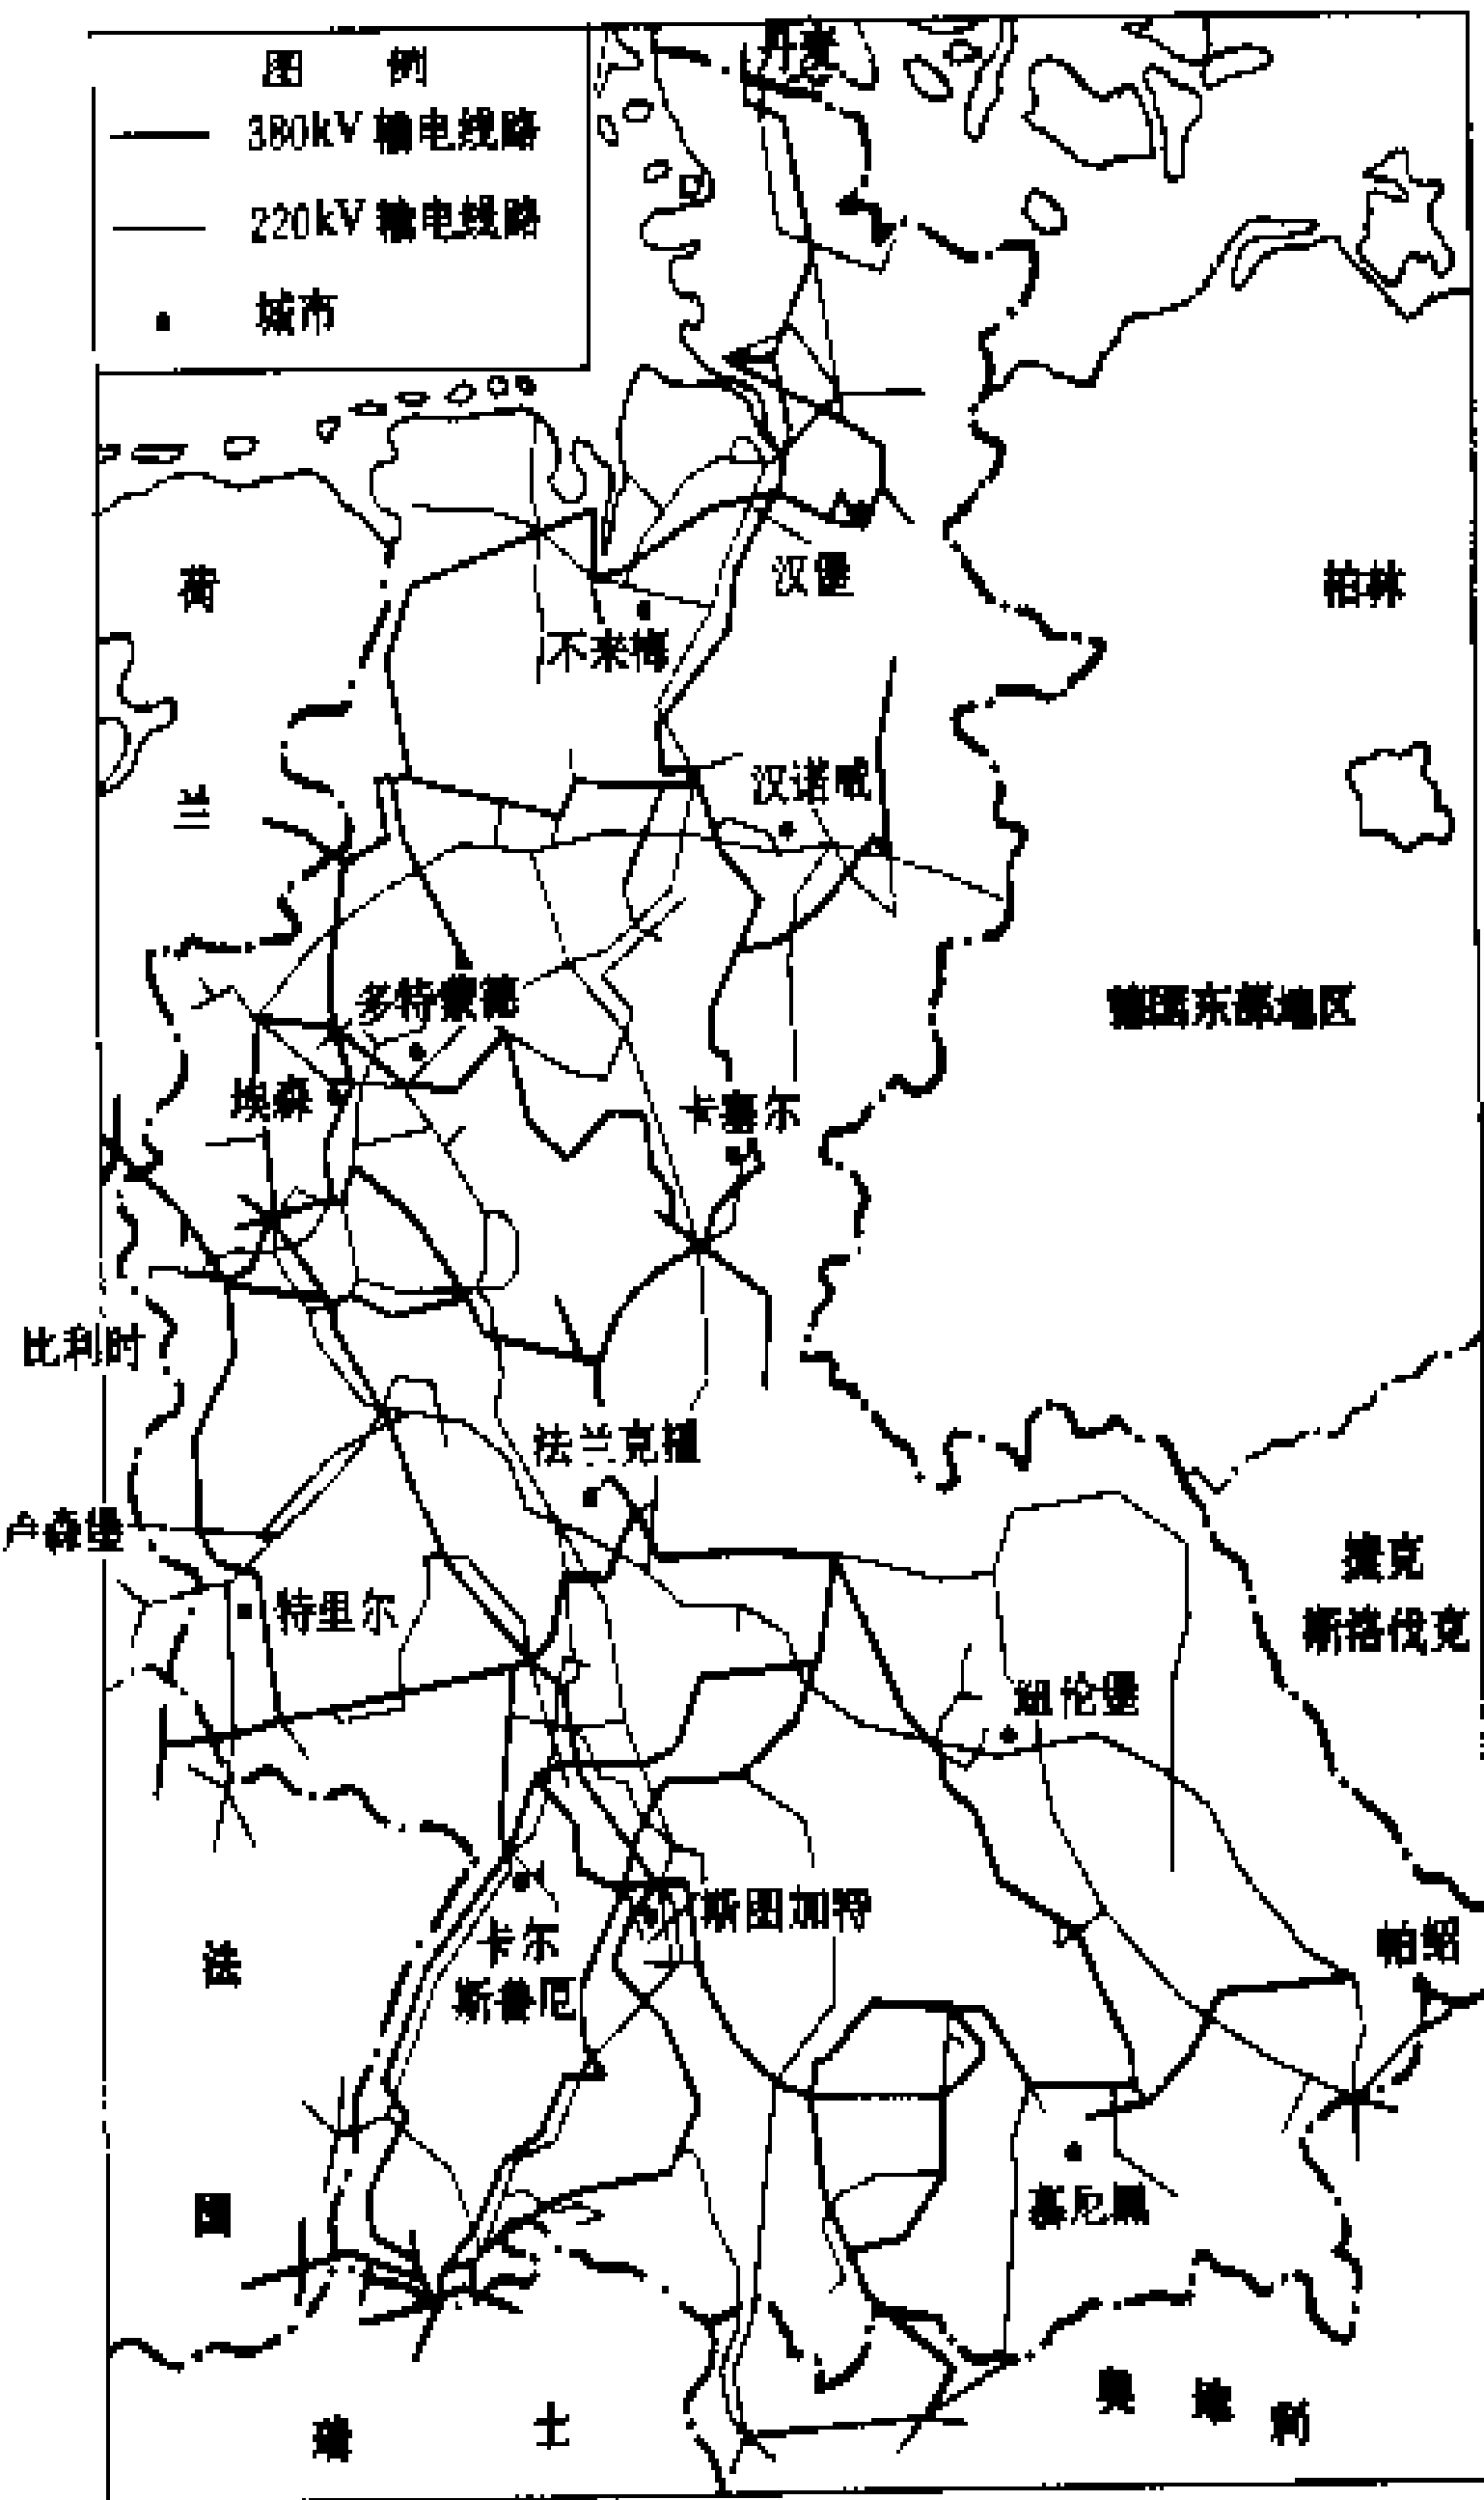 图 例
380kV 输电线路
220kV 输电线路
城市
丹麦
汉堡
柏林
荷
不来梅
汉诺威
兰
多特蒙德
德国东部地区
埃森
卡塞尔
比利时
法兰克福
卢森堡
捷克
斯洛伐克
特里尔
纽伦堡
斯图加特
卡尔
斯鲁厄
法
慕尼黑
国
奥 地 利
瑞 士